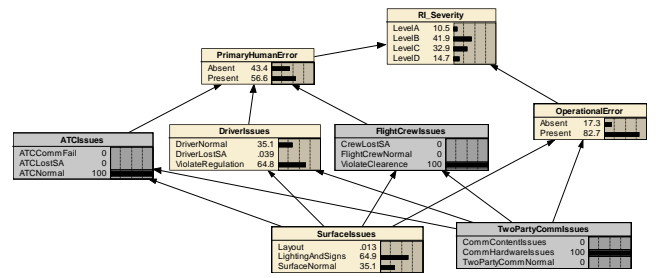 RI_Severity
LevelA 10.5
LevelB 41.9
LevelC 32.9
LevelD 14.7
PrimaryHumanError
Absent 43.4
Present 56.6
OperationalError
Absent 17.3
Present 82.7
ATCIssues
ATCCommFail 0
ATCLostSA 0
ATCNormal 100
DriverIssues
DriverNormal 35.1
DriverLostSA .039
ViolateRegulation 64.8
FlightCrewIssues
CrewLostSA 0
FlightCrewNormal 0
ViolateClearence 100
SurfaceIssues
Layout .013
LightingAndSigns 64.9
SurfaceNormal 35.1
TwoPartyCommIssues
CommContentIssues 0
CommHardwareIssues 100
TwoPartyCommNormal 0